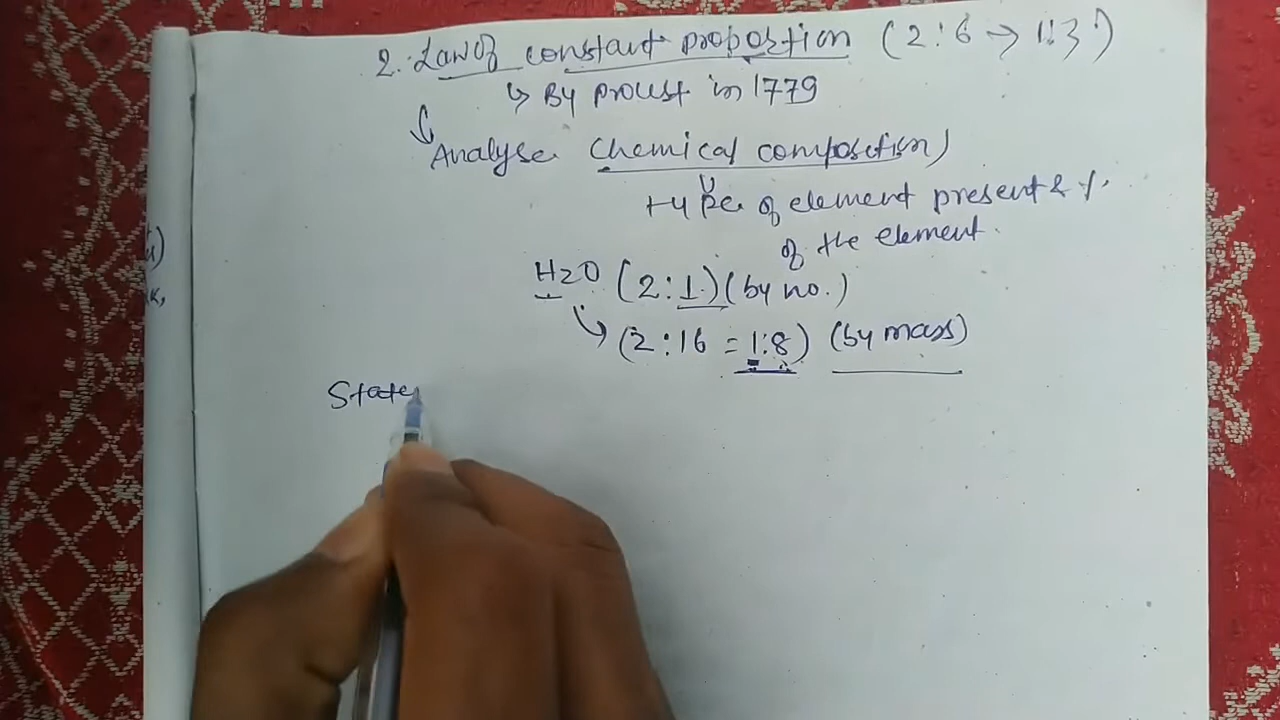 2. Law of constant proportion (2:6 → 1:3)
↳ By proust in 1779
Analyse chemical composition)
type of element present & %
of the element.
H2O (2:1.) (by no.)
(2:16 = 1:8) (by mass)
State